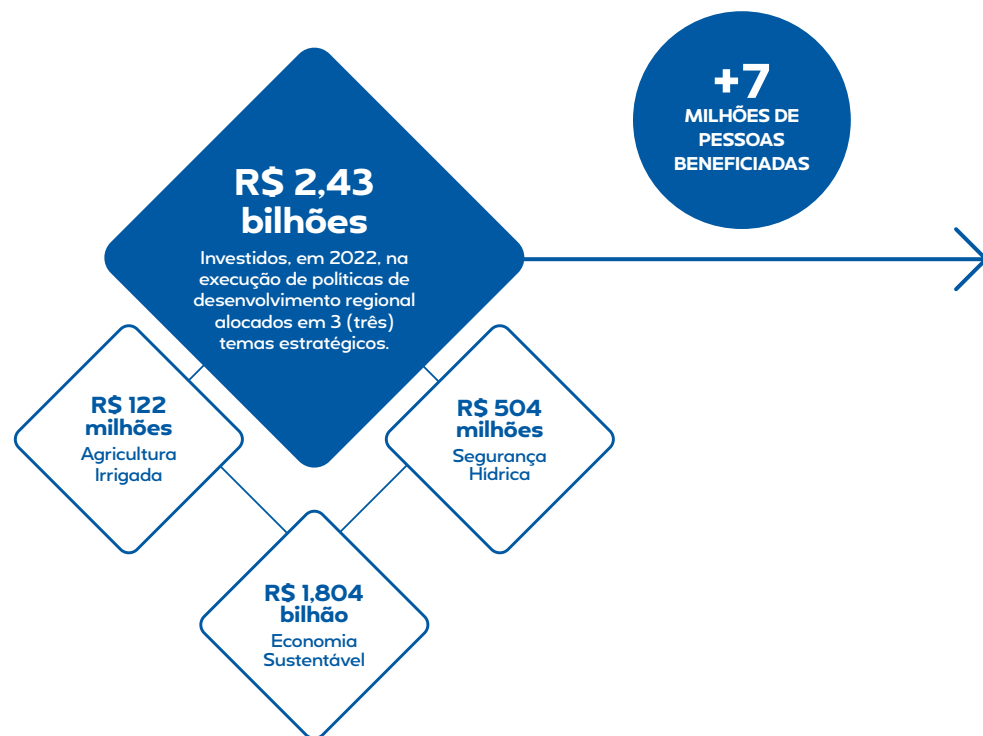 R$ 2,43
bilhões
Investidos, em 2022, na
execução de políticas de
desenvolvimento regional
alocados em 3 (três)
temas estratégicos.
+7
MILHÕES DE
PESSOAS
BENEFICIADAS
R$ 122
milhões
Agricultura
Irrigada
R$ 504
milhões
Segurança
Hídrica
R$ 1,804
bilhão
Economia
Sustentável